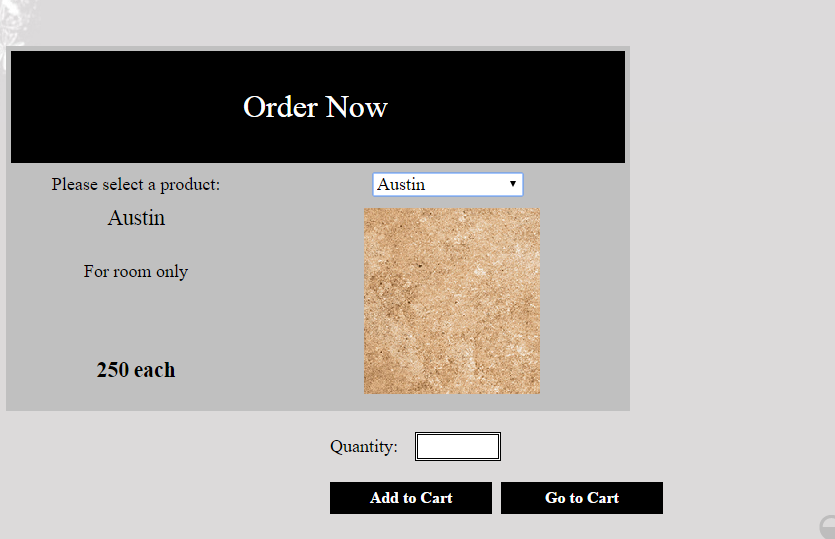 Order Now
Please select a product:
Austin
Austin
For room only
250 each
Quantity:
Add to Cart
Go to Cart